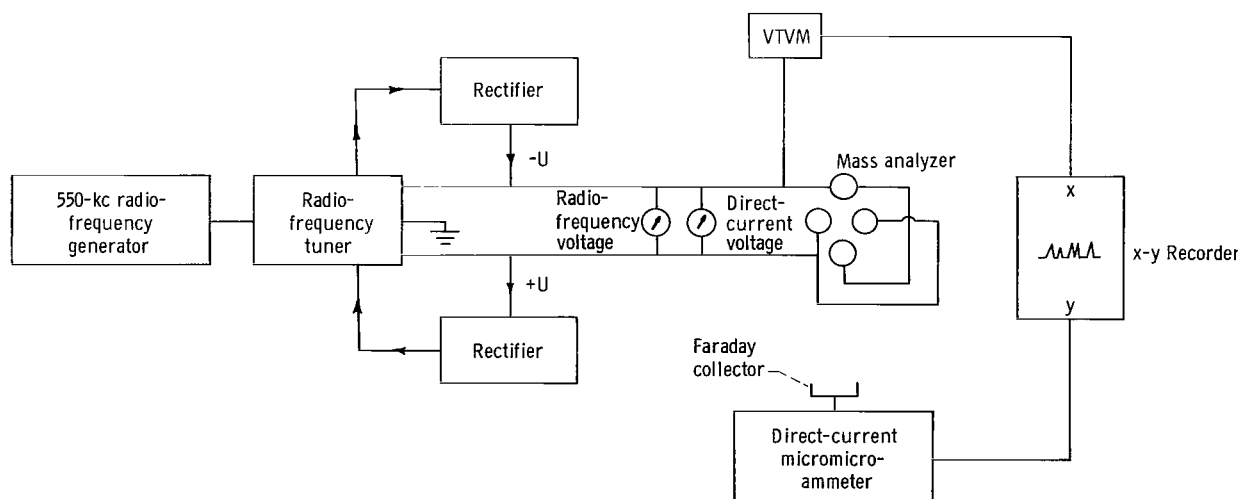 VTVM
Rectifier
-U
Mass analyzer
550-kc radio-
frequency
generator
Radio-
frequency
tuner
Radio-
frequency
voltage
Direct-
current
voltage
x
x-y Recorder
y
+U
Rectifier
Faraday
collector
Direct-current
micromicro-
ammeter